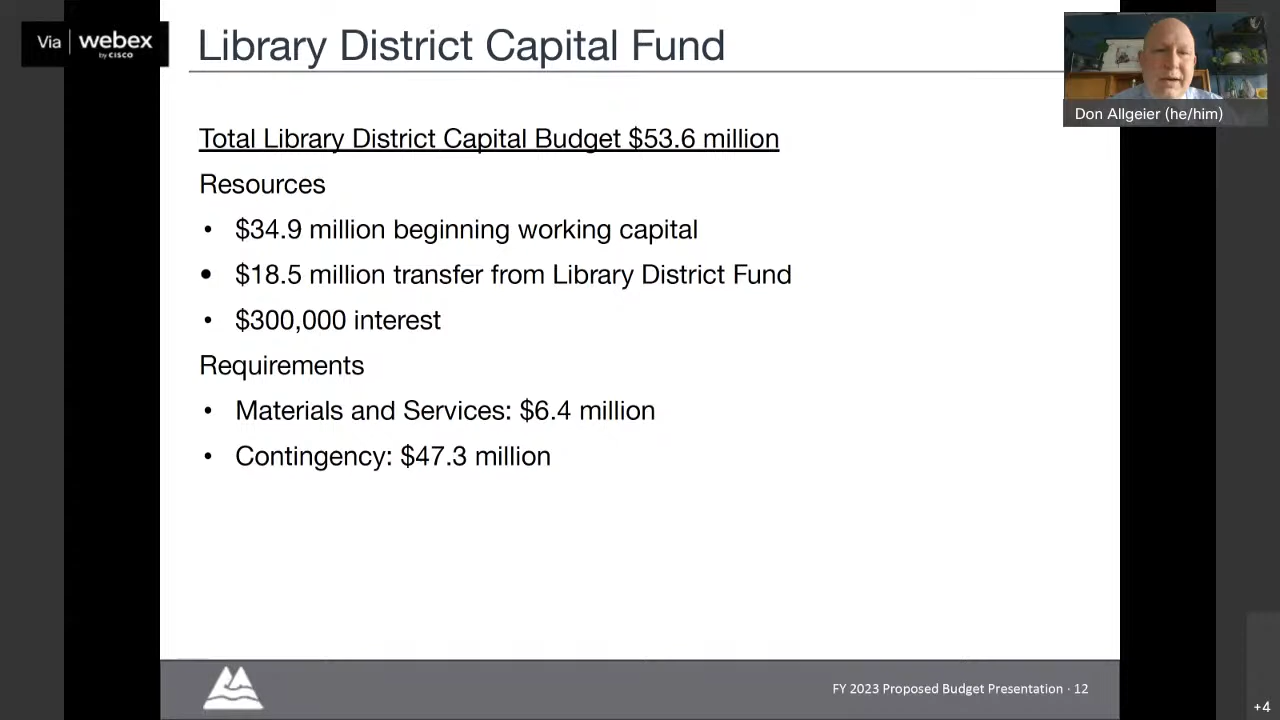 Via webex
by CISCO
Library District Capital Fund
Don Allgeier (he/him)
Total Library District Capital Budget $53.6 million
Resources
• $34.9 million beginning working capital
• $18.5 million transfer from Library District Fund
• $300,000 interest
Requirements
• Materials and Services: $6.4 million
• Contingency: $47.3 million
FY 2023 Proposed Budget Presentation · 12
+4